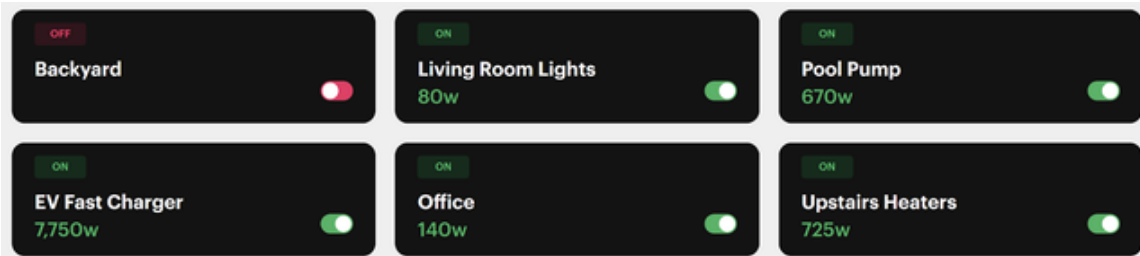 OFF
Backyard
ON
Living Room Lights
80w
ON
Pool Pump
670w
ON
EV Fast Charger
7,750w
ON
Office
140w
ON
Upstairs Heaters
725w